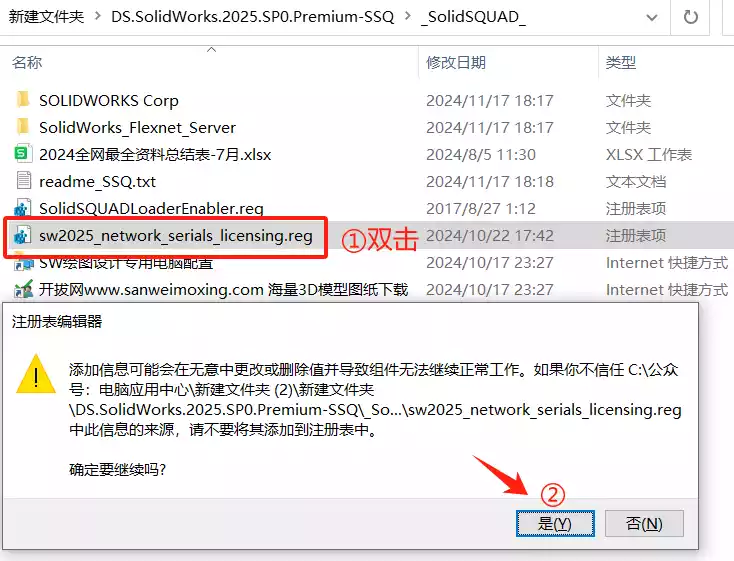 新建文件夹 > DS.SolidWorks.2025.SP0.Premium-SSQ > _SolidSQUAD_
名称 修改日期 类型
SOLIDWORKS Corp 2024/11/17 18:17 文件夹
SolidWorks_Flexnet_Server 2024/11/17 18:17 文件夹
2024全网最全资料总结表-7月.xlsx 2024/8/5 11:30 XLSX 工作表
readme_SSQ.txt 2024/11/17 18:18 文本文档
SolidSQUADLoaderEnabler.reg 2017/8/27 1:12 注册表项
sw2025_network_serials_licensing.reg ①双击 2024/10/22 17:42 注册表项
SW绘图设计专用电脑配置 2024/10/17 23:27 Internet 快捷方式
开拔网www.sanweimoxing.com 海量3D模型图纸下载 2024/10/17 23:27 Internet 快捷方式
注册表编辑器
添加信息可能会在无意中更改或删除值并导致组件无法继续正常工作。如果你不信任 C:\公众
号：电脑应用中心\新建文件夹 (2)\新建文件夹
\DS.SolidWorks.2025.SP0.Premium-SSQ\_So...\sw2025_network_serials_licensing.reg
中此信息的来源，请不要将其添加到注册表中。
确定要继续吗?
②
是(Y) 否(N)